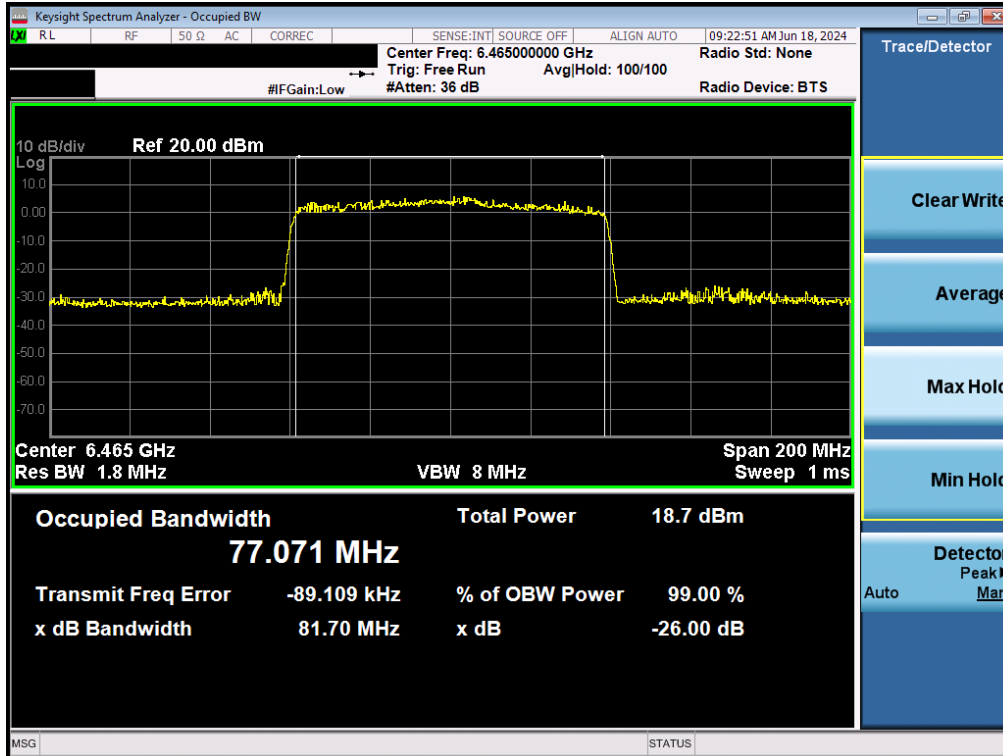 Keysight Spectrum Analyzer - Occupied BW
LXI RL RF 50 Ω AC CORREC SENSE:INT SOURCE OFF ALIGN AUTO 09:22:51 AM Jun 18, 2024
Center Freq: 6.465000000 GHz Radio Std: None
Trig: Free Run Avg|Hold: 100/100
#IFGain:Low #Atten: 36 dB Radio Device: BTS
Trace/Detector
10 dB/div Ref 20.00 dBm
Log
10.0
0.00
-10.0
-20.0
-30.0
-40.0
-50.0
-60.0
-70.0
Center 6.465 GHz Span 200 MHz
Res BW 1.8 MHz VBW 8 MHz Sweep 1 ms
Occupied Bandwidth Total Power 18.7 dBm
77.071 MHz
Transmit Freq Error -89.109 kHz % of OBW Power 99.00 %
x dB Bandwidth 81.70 MHz x dB -26.00 dB
Clear Write
Average
Max Hold
Min Hold
Detector
Peak
Auto Man
MSG STATUS